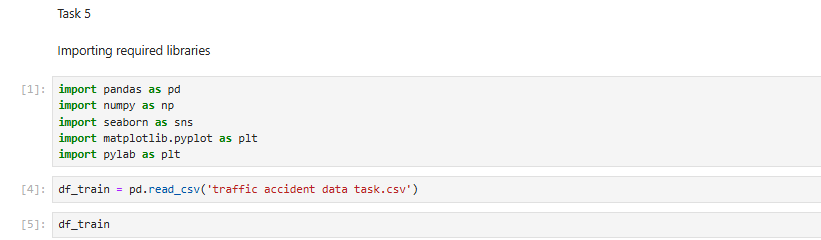 Task 5
Importing required libraries
[1]: import pandas as pd
import numpy as np
import seaborn as sns
import matplotlib.pyplot as plt
import pylab as plt
[4]: df_train = pd.read_csv('traffic accident data task.csv')
[5]: df_train